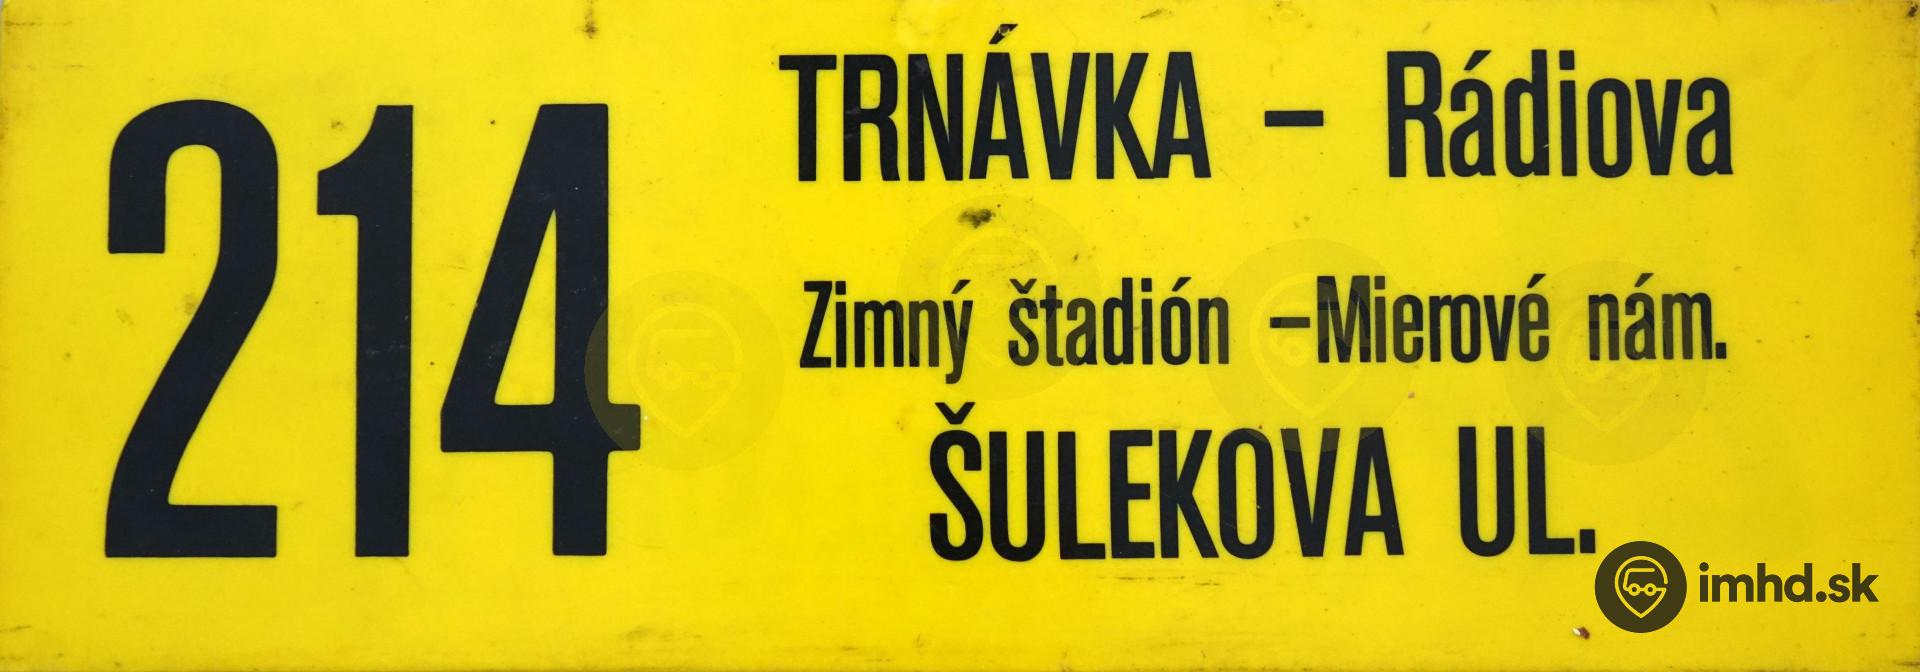 214
TRNÁVKA – Rádiova
Zimný štadión – Mierové nám.
ŠULEKOVA UL.
imhd.sk